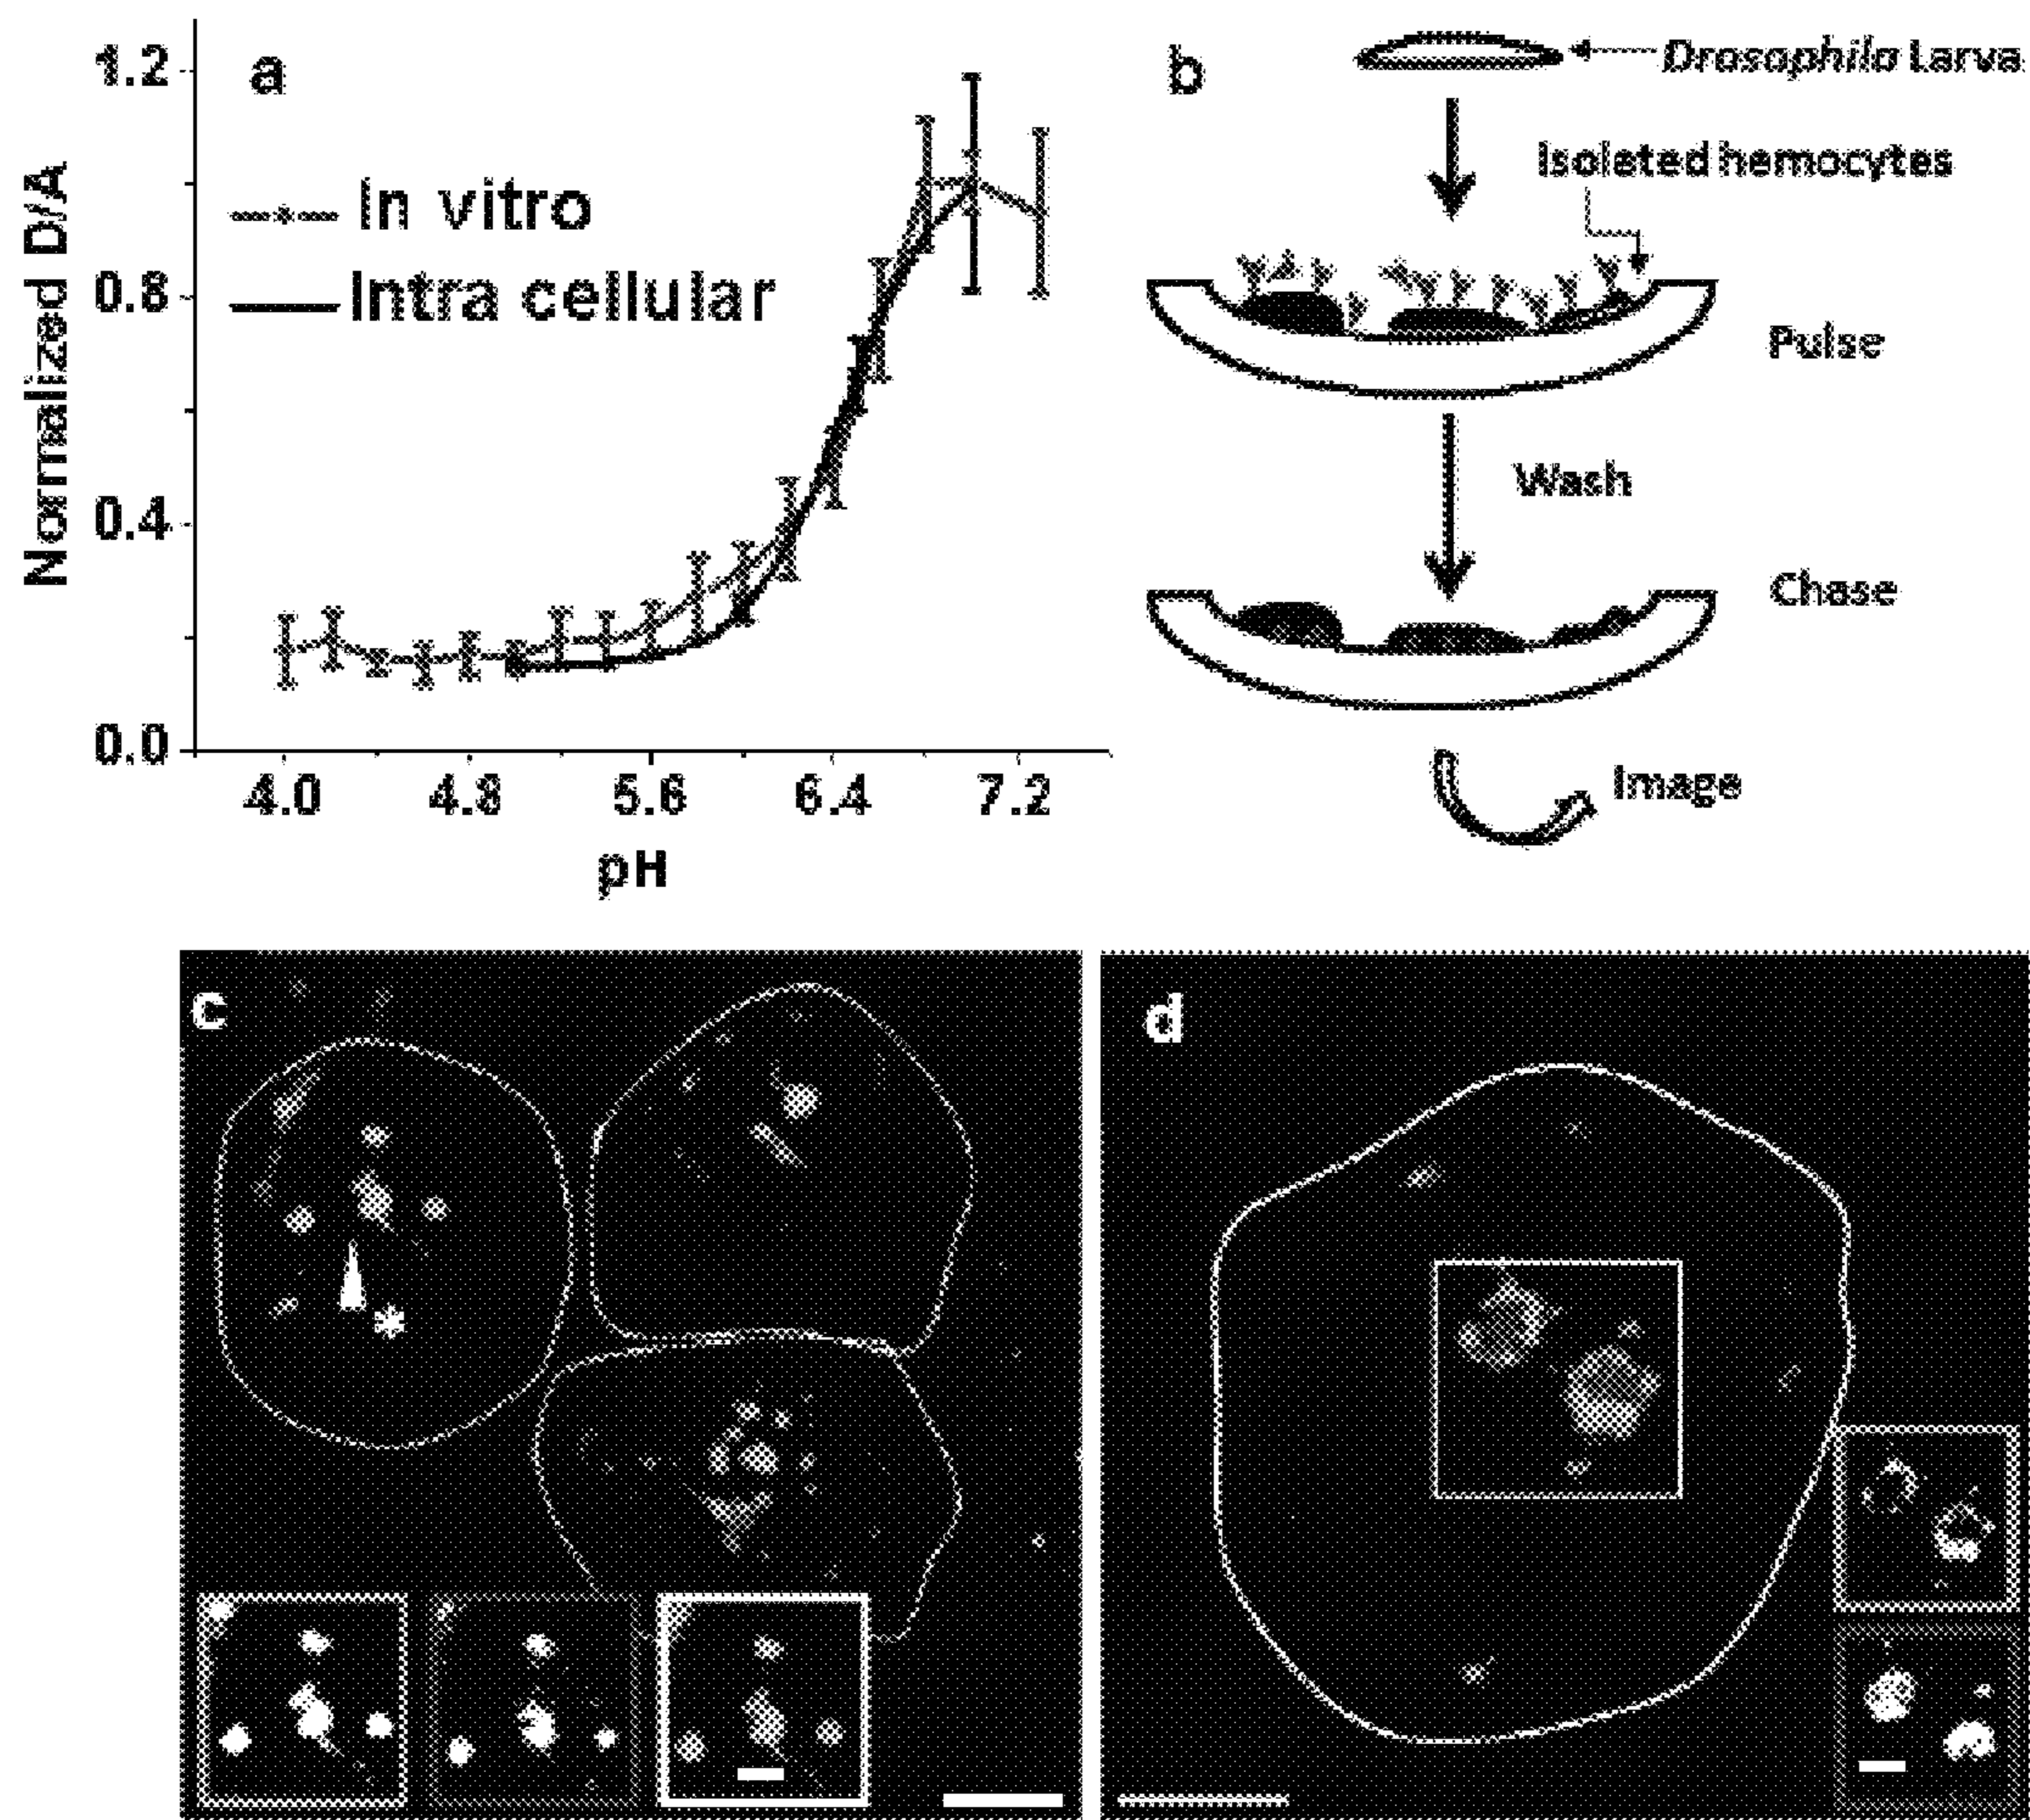 a
1.2
0.8
0.4
0.0
Normalized D/A
In vitro
Intra cellular
4.0 4.8 5.6 6.4 7.2
pH
b
Drosophila Larva
Isoleted hemocytes
Pulse
Wash
Chase
Image
c
*
d